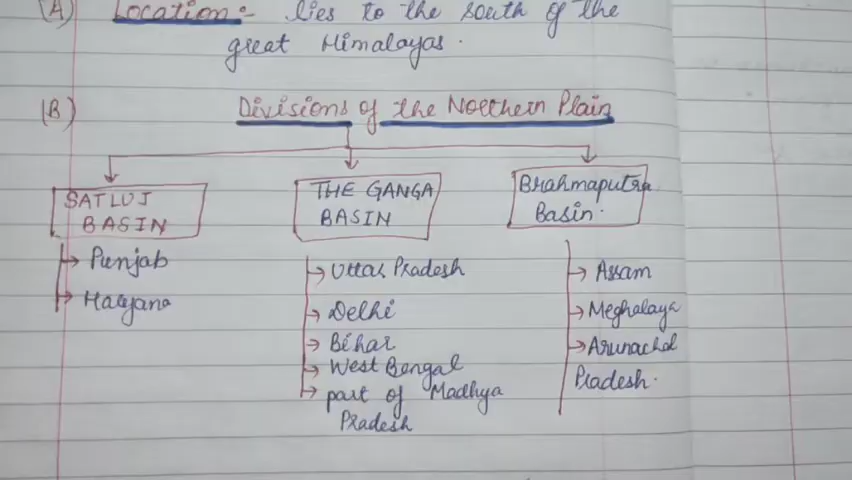 (A) Location:- lies to the south of the
great Himalayas.
(B) Divisions of the Northern Plain
SATLUJ
BASIN
→ Punjab
→ Haryana
THE GANGA
BASIN
→ Uttar Pradesh
→ Delhi
→ Bihar
→ West Bengal
→ part of Madhya
Pradesh
Brahmaputra
Basin.
→ Assam
→ Meghalaya
→ Arunachal
Pradesh.